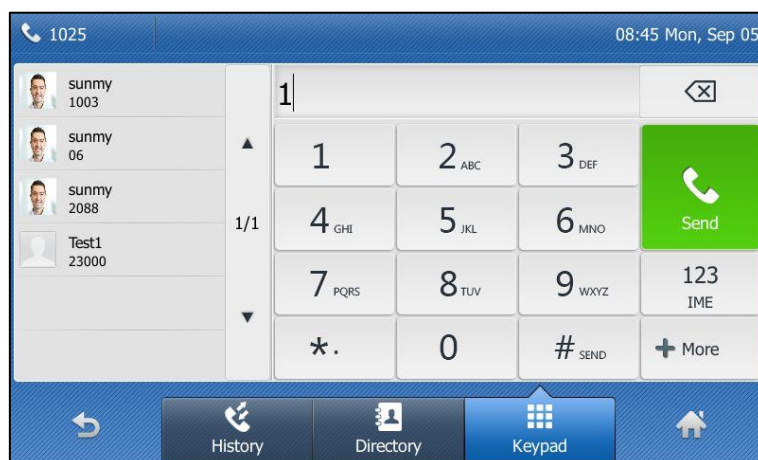 1025
08:45 Mon, Sep 05
sunmy
1003
sunmy
06
sunmy
2088
Test1
23000
1/1
1
1
2 ABC
3 DEF
Send
4 GHI
5 JKL
6 MNO
7 PQRS
8 TUV
9 WXYZ
123
IME
*.
0
# SEND
+ More
History
Directory
Keypad